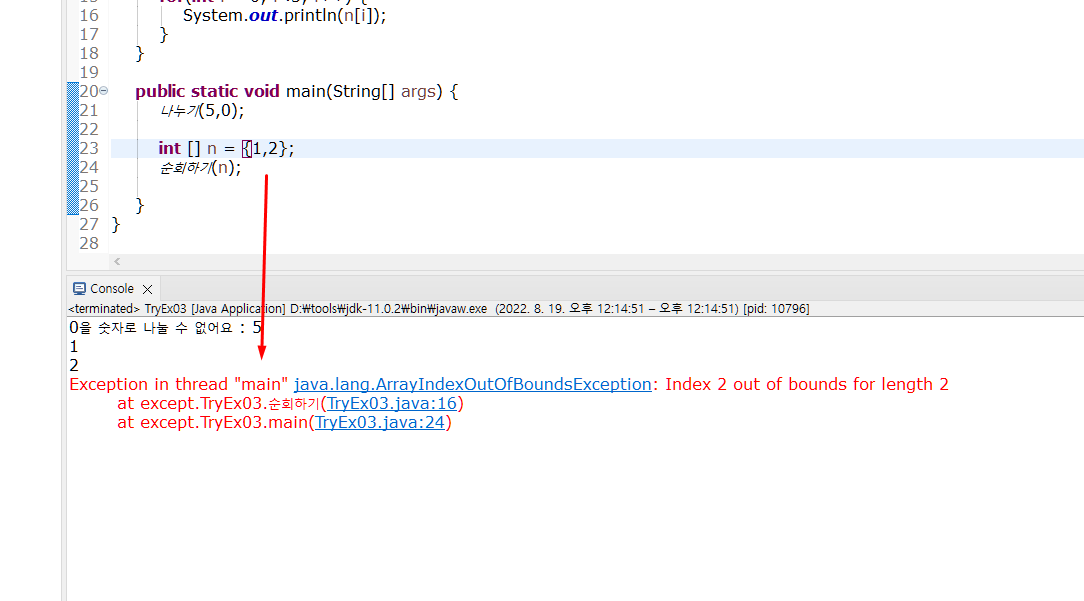 16 System.out.println(n[i]);
17 }
18 }
19
20 public static void main(String[] args) {
21 나누기(5,0);
22
23 int [] n = {1,2};
24 순회하기(n);
25
26 }
27 }
28
Console
<terminated> TryEx03 [Java Application] D:₩tools₩jdk-11.0.2₩bin₩javaw.exe (2022. 8. 19. 오후 12:14:51 – 오후 12:14:51) [pid: 10796]
0을 숫자로 나눌 수 없어요 : 5
1
2
Exception in thread "main" java.lang.ArrayIndexOutOfBoundsException: Index 2 out of bounds for length 2
at except.TryEx03.순회하기(TryEx03.java:16)
at except.TryEx03.main(TryEx03.java:24)